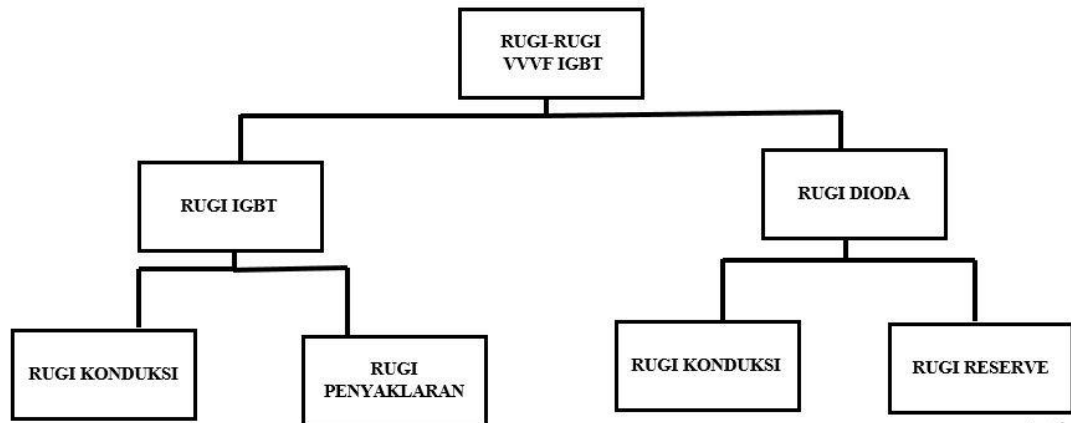 RUGI-RUGI
VVVF IGBT
RUGI IGBT
RUGI DIODA
RUGI KONDUKSI
RUGI
PENYAKLARAN
RUGI KONDUKSI
RUGI RESERVE